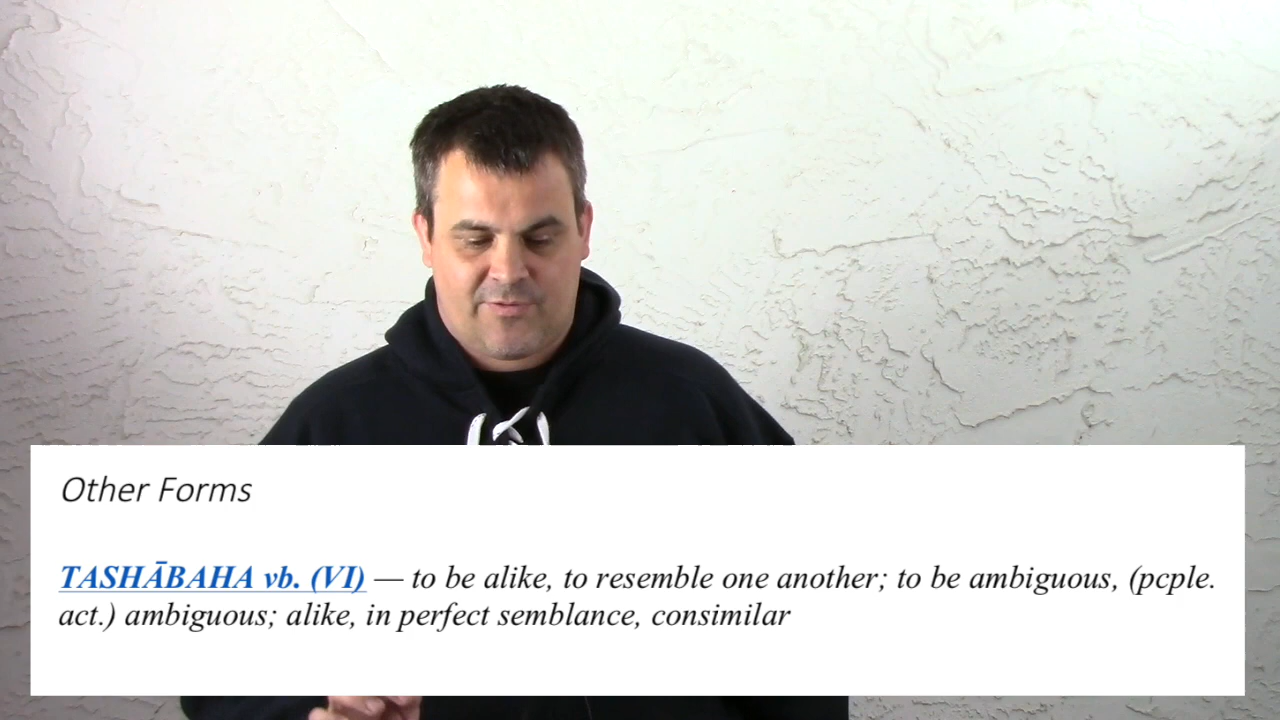 Other Forms
TASHĀBAHA vb. (VI) — to be alike, to resemble one another; to be ambiguous, (pcple.
act.) ambiguous; alike, in perfect semblance, consimilar